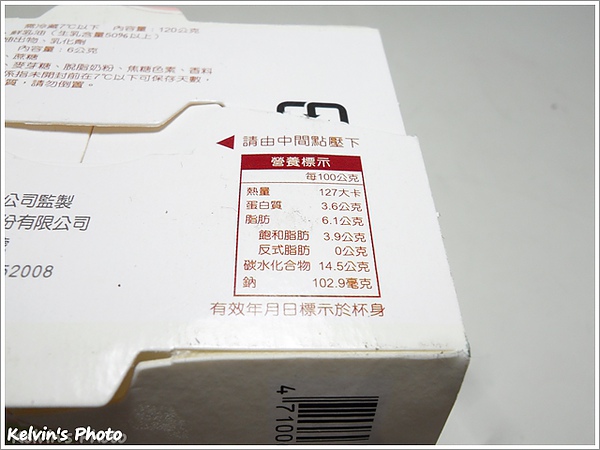 冷藏7℃以下 內容量：120公克
鮮乳油（生乳含量50%以上）
抽出物、乳化劑
內容量：6公克
、蔗糖
、麥芽糖、脫脂奶粉、焦糖色素、香料
係指未開封前在7℃以下可保存天數，
質，請勿倒置。
請由中間點壓下
營養標示
每100公克
熱量 127大卡
蛋白質 3.6公克
脂肪 6.1公克
飽和脂肪 3.9公克
反式脂肪 0公克
碳水化合物 14.5公克
鈉 102.9毫克
有效年月日標示於杯身
公司監製
份有限公司
52008
4 7100
Kelvin's Photo